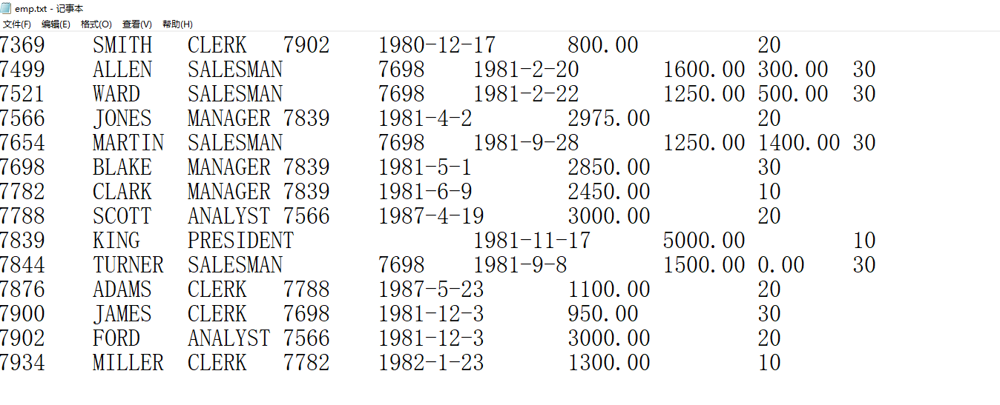 emp.txt - 记事本
文件(F) 编辑(E) 格式(O) 查看(V) 帮助(H)
7369 SMITH CLERK 7902 1980-12-17 800.00 20
7499 ALLEN SALESMAN 7698 1981-2-20 1600.00 300.00 30
7521 WARD SALESMAN 7698 1981-2-22 1250.00 500.00 30
7566 JONES MANAGER 7839 1981-4-2 2975.00 20
7654 MARTIN SALESMAN 7698 1981-9-28 1250.00 1400.00 30
7698 BLAKE MANAGER 7839 1981-5-1 2850.00 30
7782 CLARK MANAGER 7839 1981-6-9 2450.00 10
7788 SCOTT ANALYST 7566 1987-4-19 3000.00 20
7839 KING PRESIDENT 1981-11-17 5000.00 10
7844 TURNER SALESMAN 7698 1981-9-8 1500.00 0.00 30
7876 ADAMS CLERK 7788 1987-5-23 1100.00 20
7900 JAMES CLERK 7698 1981-12-3 950.00 30
7902 FORD ANALYST 7566 1981-12-3 3000.00 20
7934 MILLER CLERK 7782 1982-1-23 1300.00 10